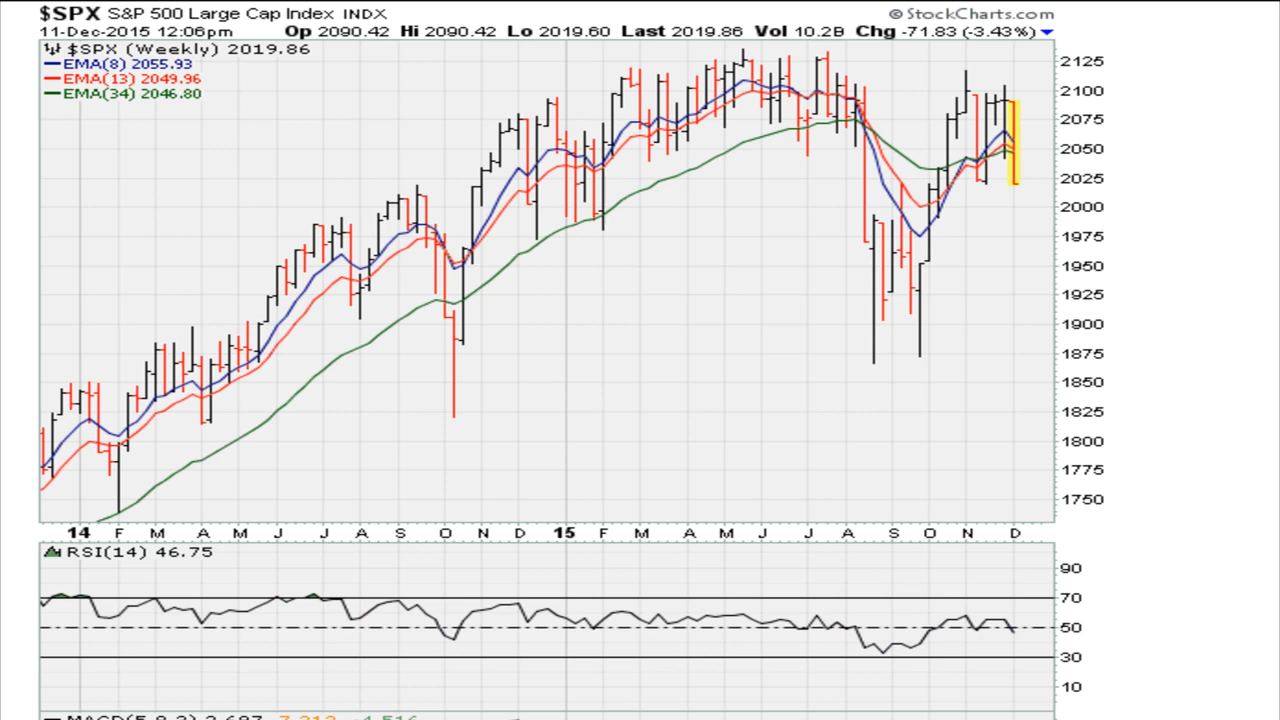 $SPX S&P 500 Large Cap Index INDX © StockCharts.com
11-Dec-2015 12:06pm Op 2090.42 Hi 2090.42 Lo 2019.60 Last 2019.86 Vol 10.2B Chg -71.83 (-3.43%)
$SPX (Weekly) 2019.86
EMA(8) 2055.93
EMA(13) 2049.96
EMA(34) 2046.80
2125
2100
2075
2050
2025
2000
1975
1950
1925
1900
1875
1850
1825
1800
1775
1750
14 F M A M J J A S O N D 15 F M A M J J A S O N D
RSI(14) 46.75
90
70
50
30
10